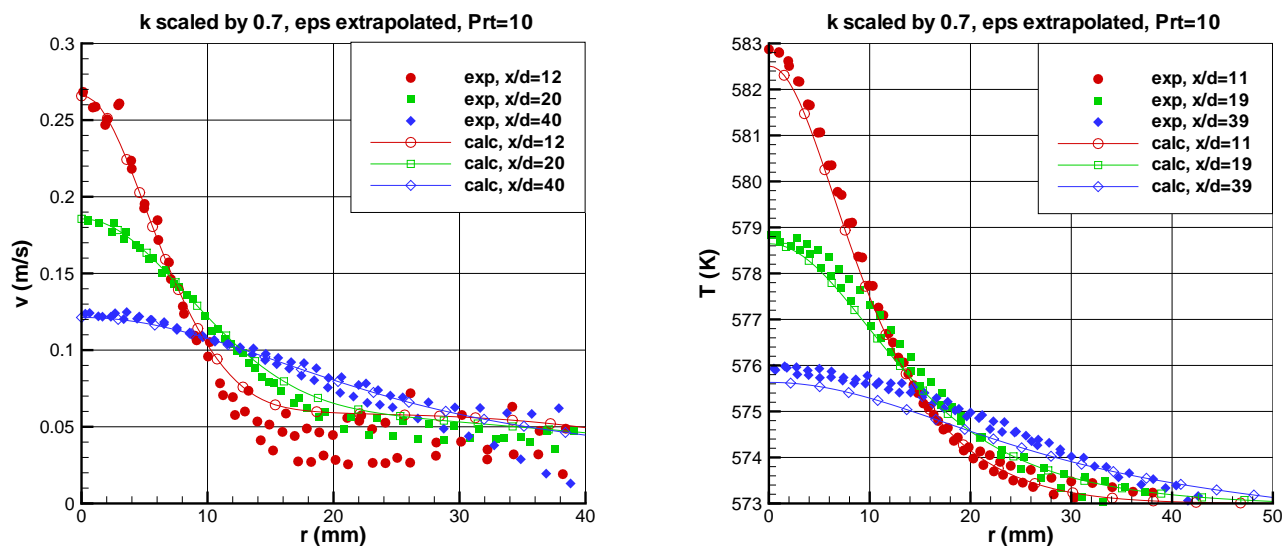 k scaled by 0.7, eps extrapolated, Prt=10
0.3
0.25
0.2
0.15
0.1
0.05
0
v (m/s)
0 10 20 30 40
r (mm)
exp, x/d=12
exp, x/d=20
exp, x/d=40
calc, x/d=12
calc, x/d=20
calc, x/d=40
k scaled by 0.7, eps extrapolated, Prt=10
583
582
581
580
579
578
577
576
575
574
573
T (K)
0 10 20 30 40 50
r (mm)
exp, x/d=11
exp, x/d=19
exp, x/d=39
calc, x/d=11
calc, x/d=19
calc, x/d=39